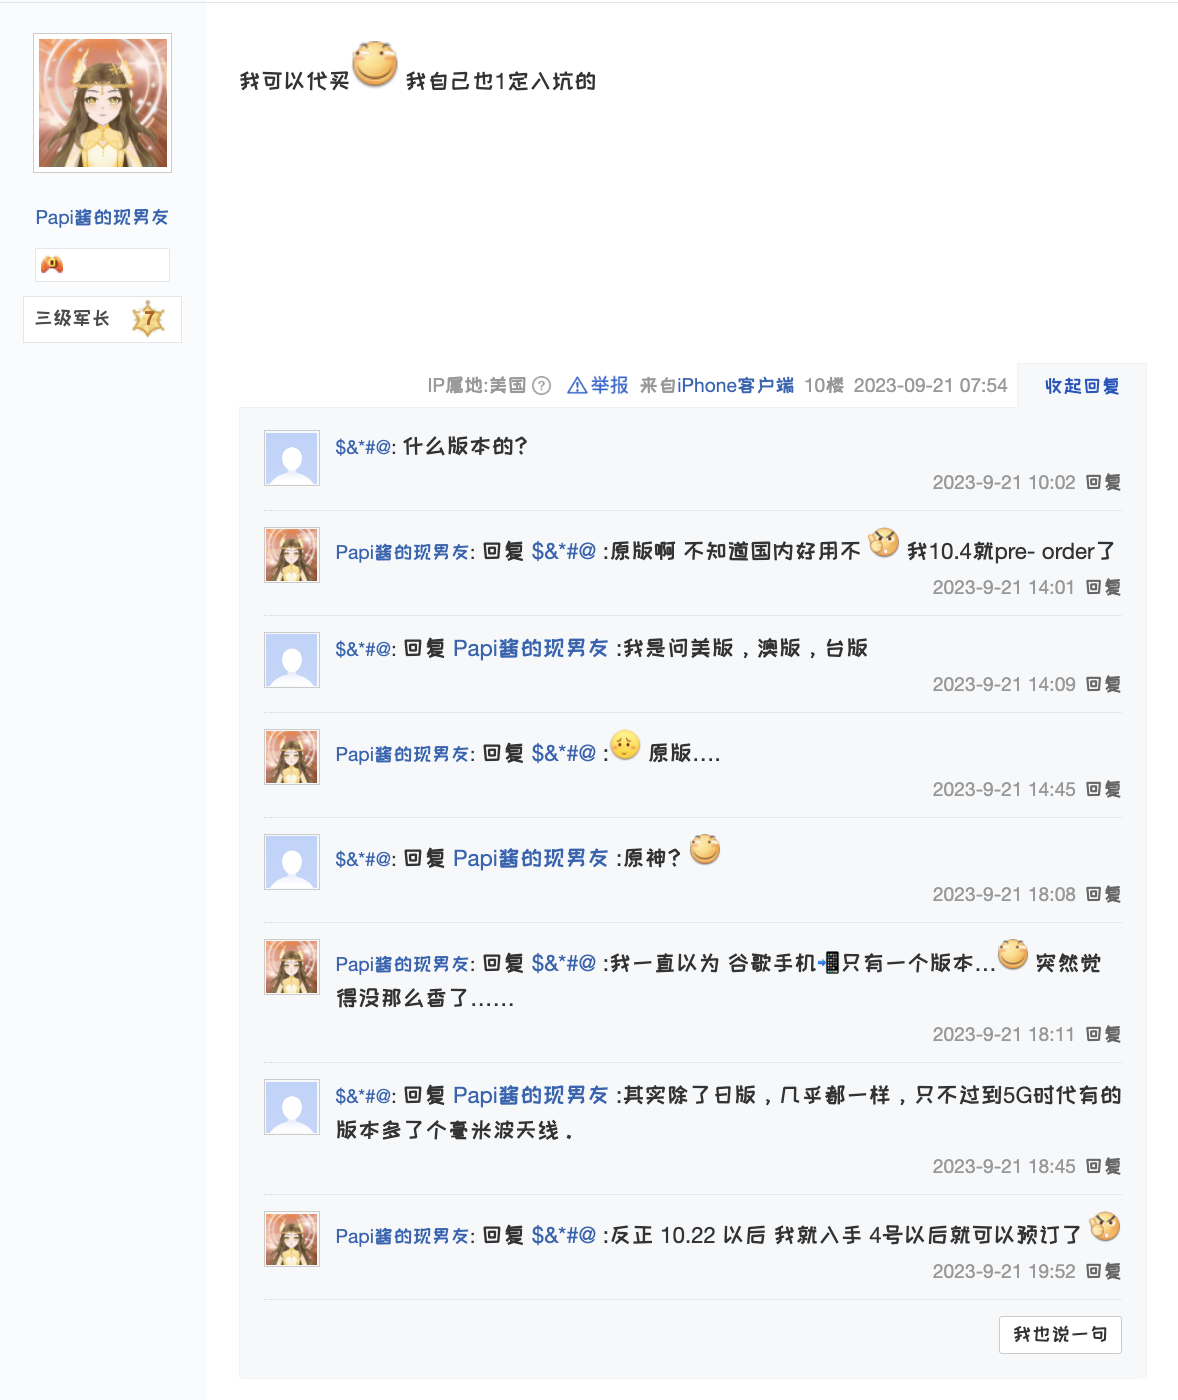 我可以代买 我自己也1定入坑的
Papi酱的现男友
三级军长 7
IP属地:美国 ? 举报 来自iPhone客户端 10楼 2023-09-21 07:54 收起回复
$&*#@: 什么版本的?
2023-9-21 10:02 回复
Papi酱的现男友: 回复 $&*#@ :原版啊 不知道国内好用不 我10.4就pre- order了
2023-9-21 14:01 回复
$&*#@: 回复 Papi酱的现男友 :我是问美版，澳版，台版
2023-9-21 14:09 回复
Papi酱的现男友: 回复 $&*#@ : 原版....
2023-9-21 14:45 回复
$&*#@: 回复 Papi酱的现男友 :原神?
2023-9-21 18:08 回复
Papi酱的现男友: 回复 $&*#@ :我一直以为 谷歌手机📲只有一个版本... 突然觉
得没那么香了......
2023-9-21 18:11 回复
$&*#@: 回复 Papi酱的现男友 :其实除了日版，几乎都一样，只不过到5G时代有的
版本多了个毫米波天线。
2023-9-21 18:45 回复
Papi酱的现男友: 回复 $&*#@ :反正 10.22 以后 我就入手 4号以后就可以预订了
2023-9-21 19:52 回复
我也说一句